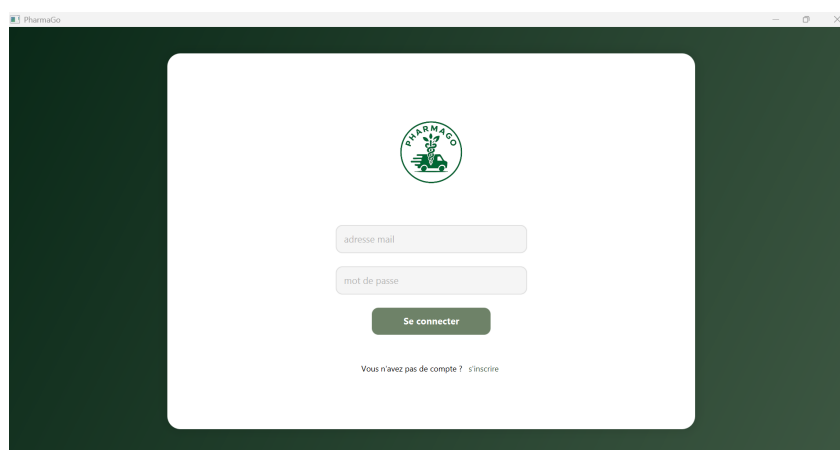 PharmaGo
PHARMAGO
adresse mail
mot de passe
Se connecter
Vous n'avez pas de compte ? s'inscrire